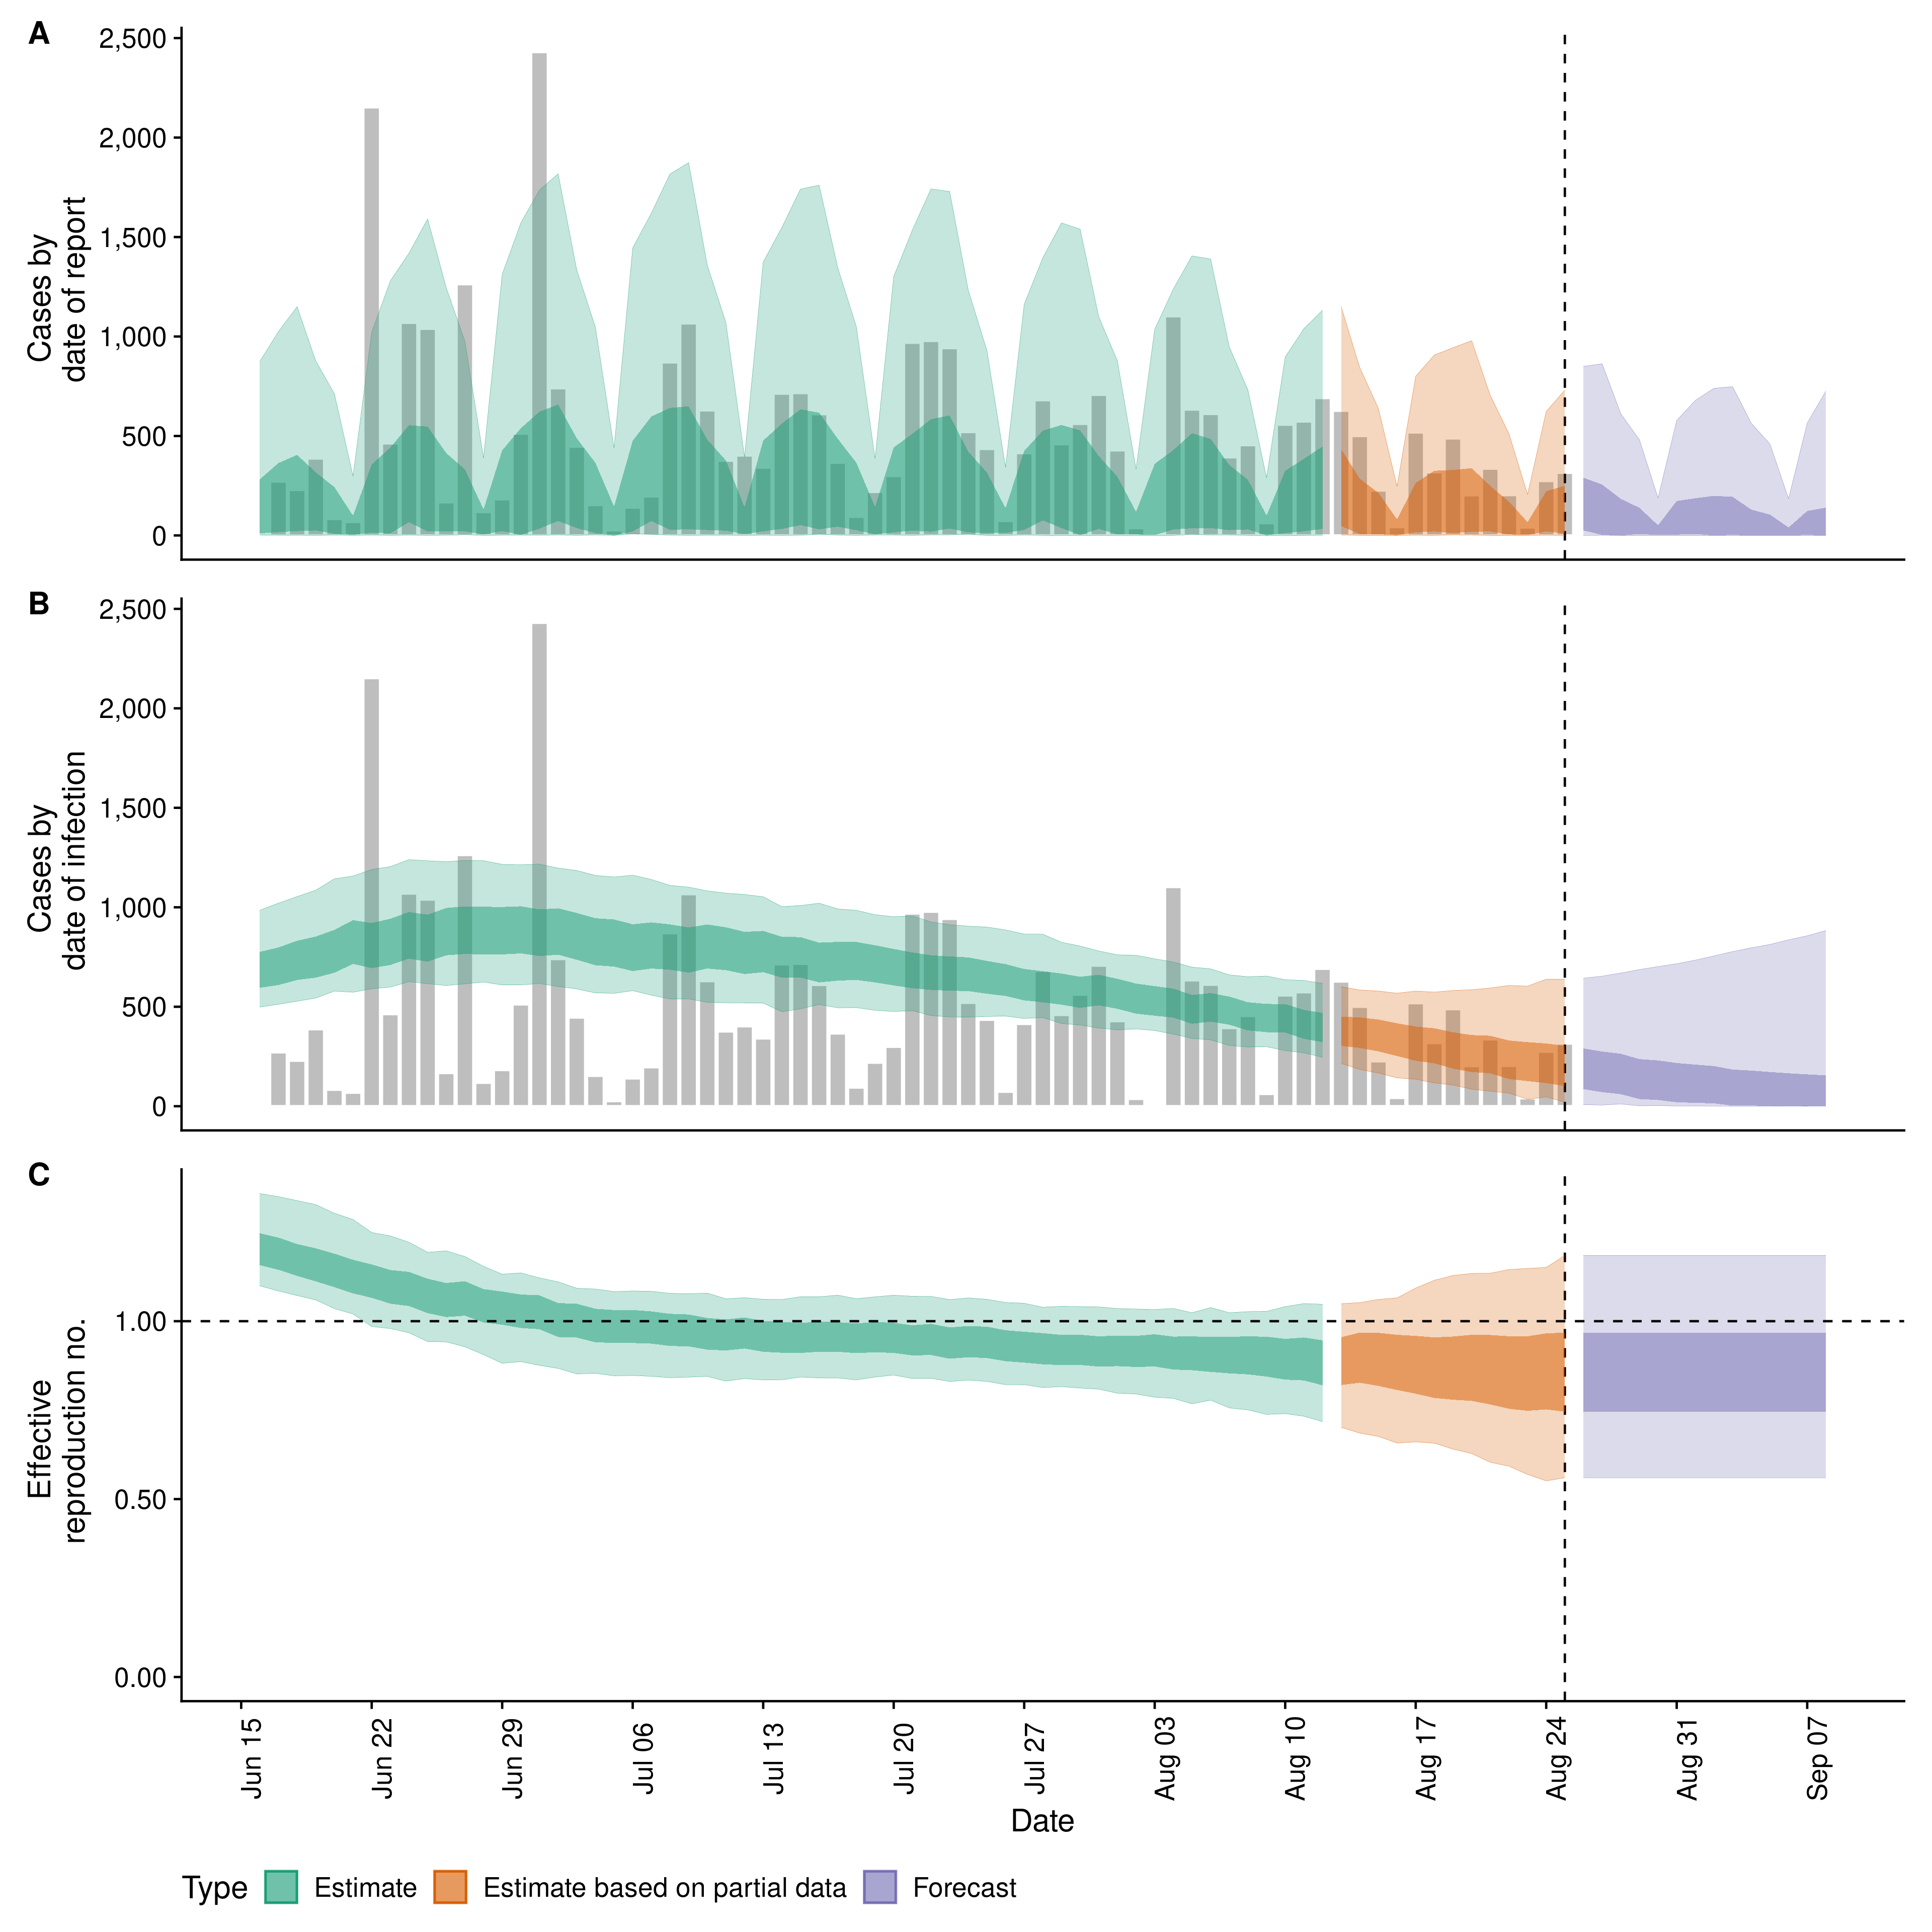 A
2,500
2,000
1,500
1,000
500
0
Cases by
date of report
B
2,500
2,000
1,500
1,000
500
0
Cases by
date of infection
C
1.00
0.50
0.00
Effective
reproduction no.
Jun 15
Jun 22
Jun 29
Jul 06
Jul 13
Jul 20
Jul 27
Aug 03
Aug 10
Aug 17
Aug 24
Aug 31
Sep 07
Date
Type Estimate Estimate based on partial data Forecast